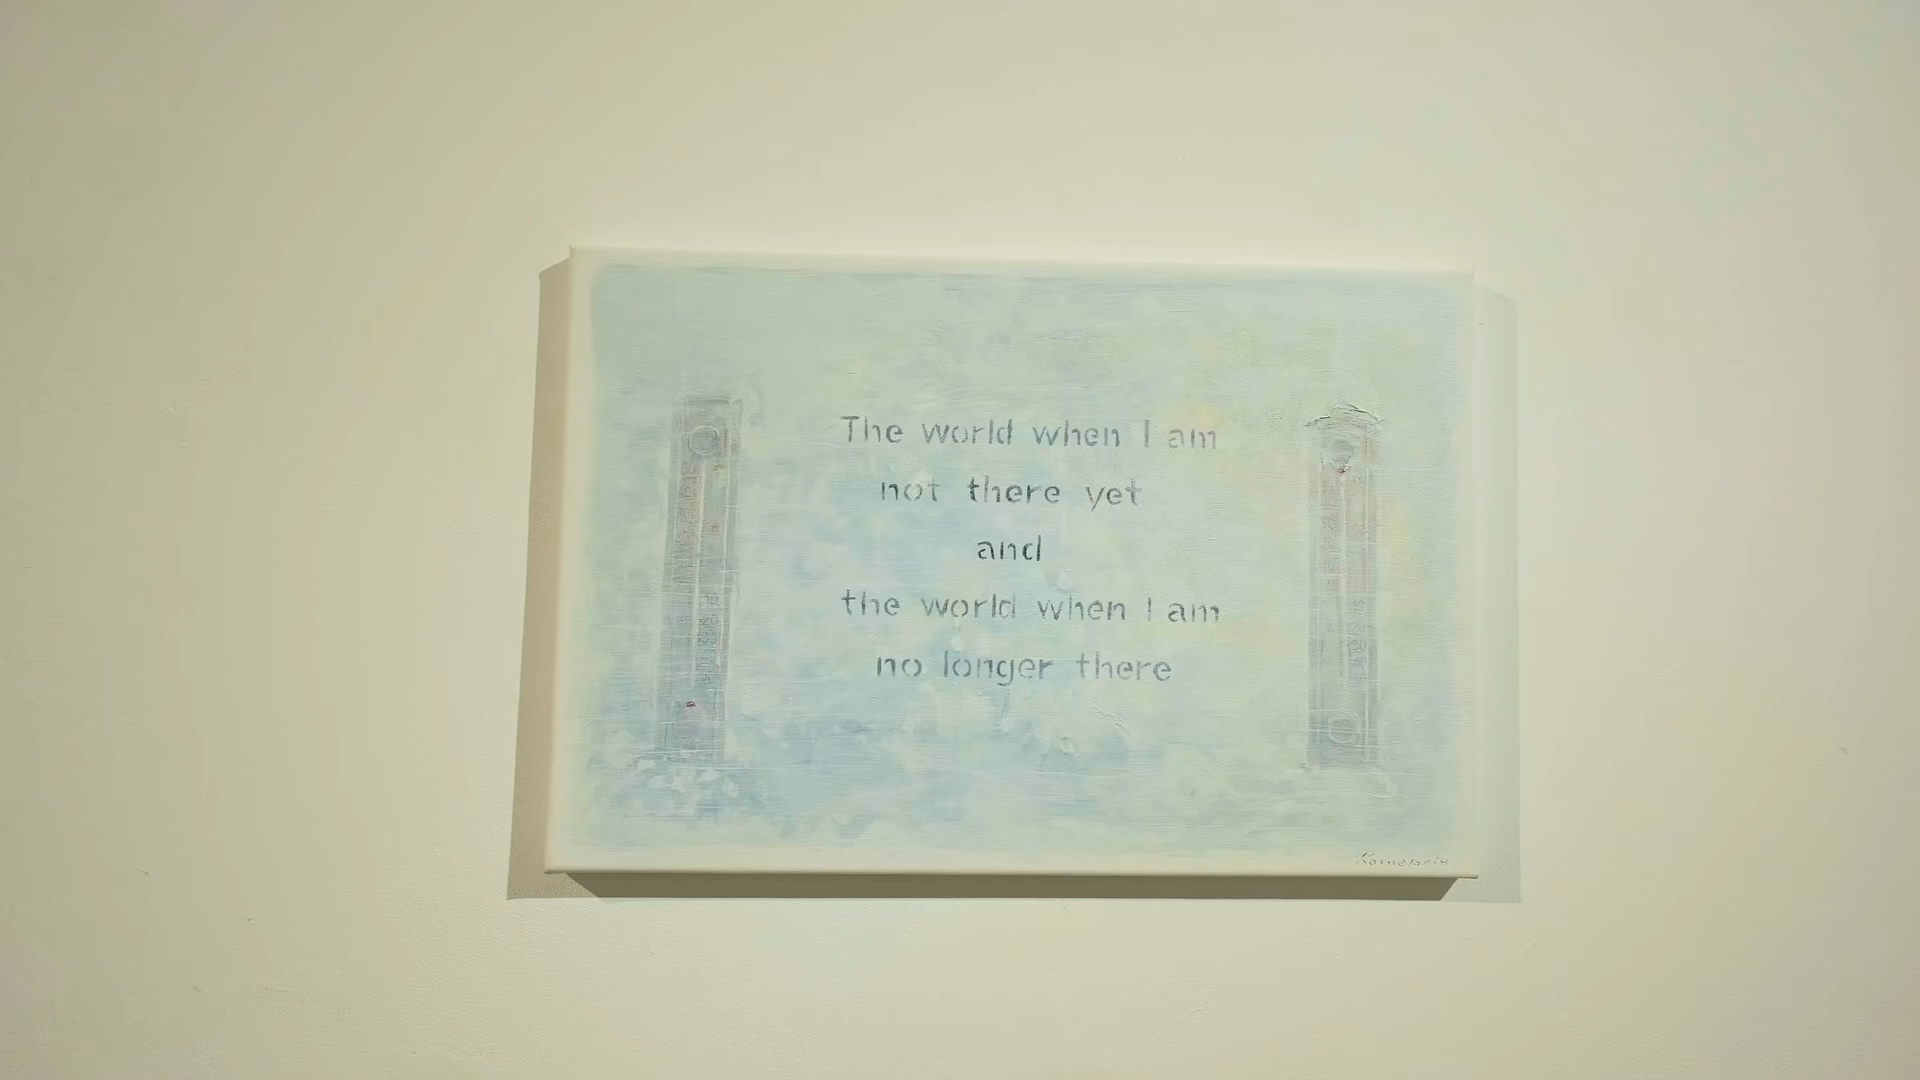 The world when I am
not there yet
and
the world when I am
no longer there